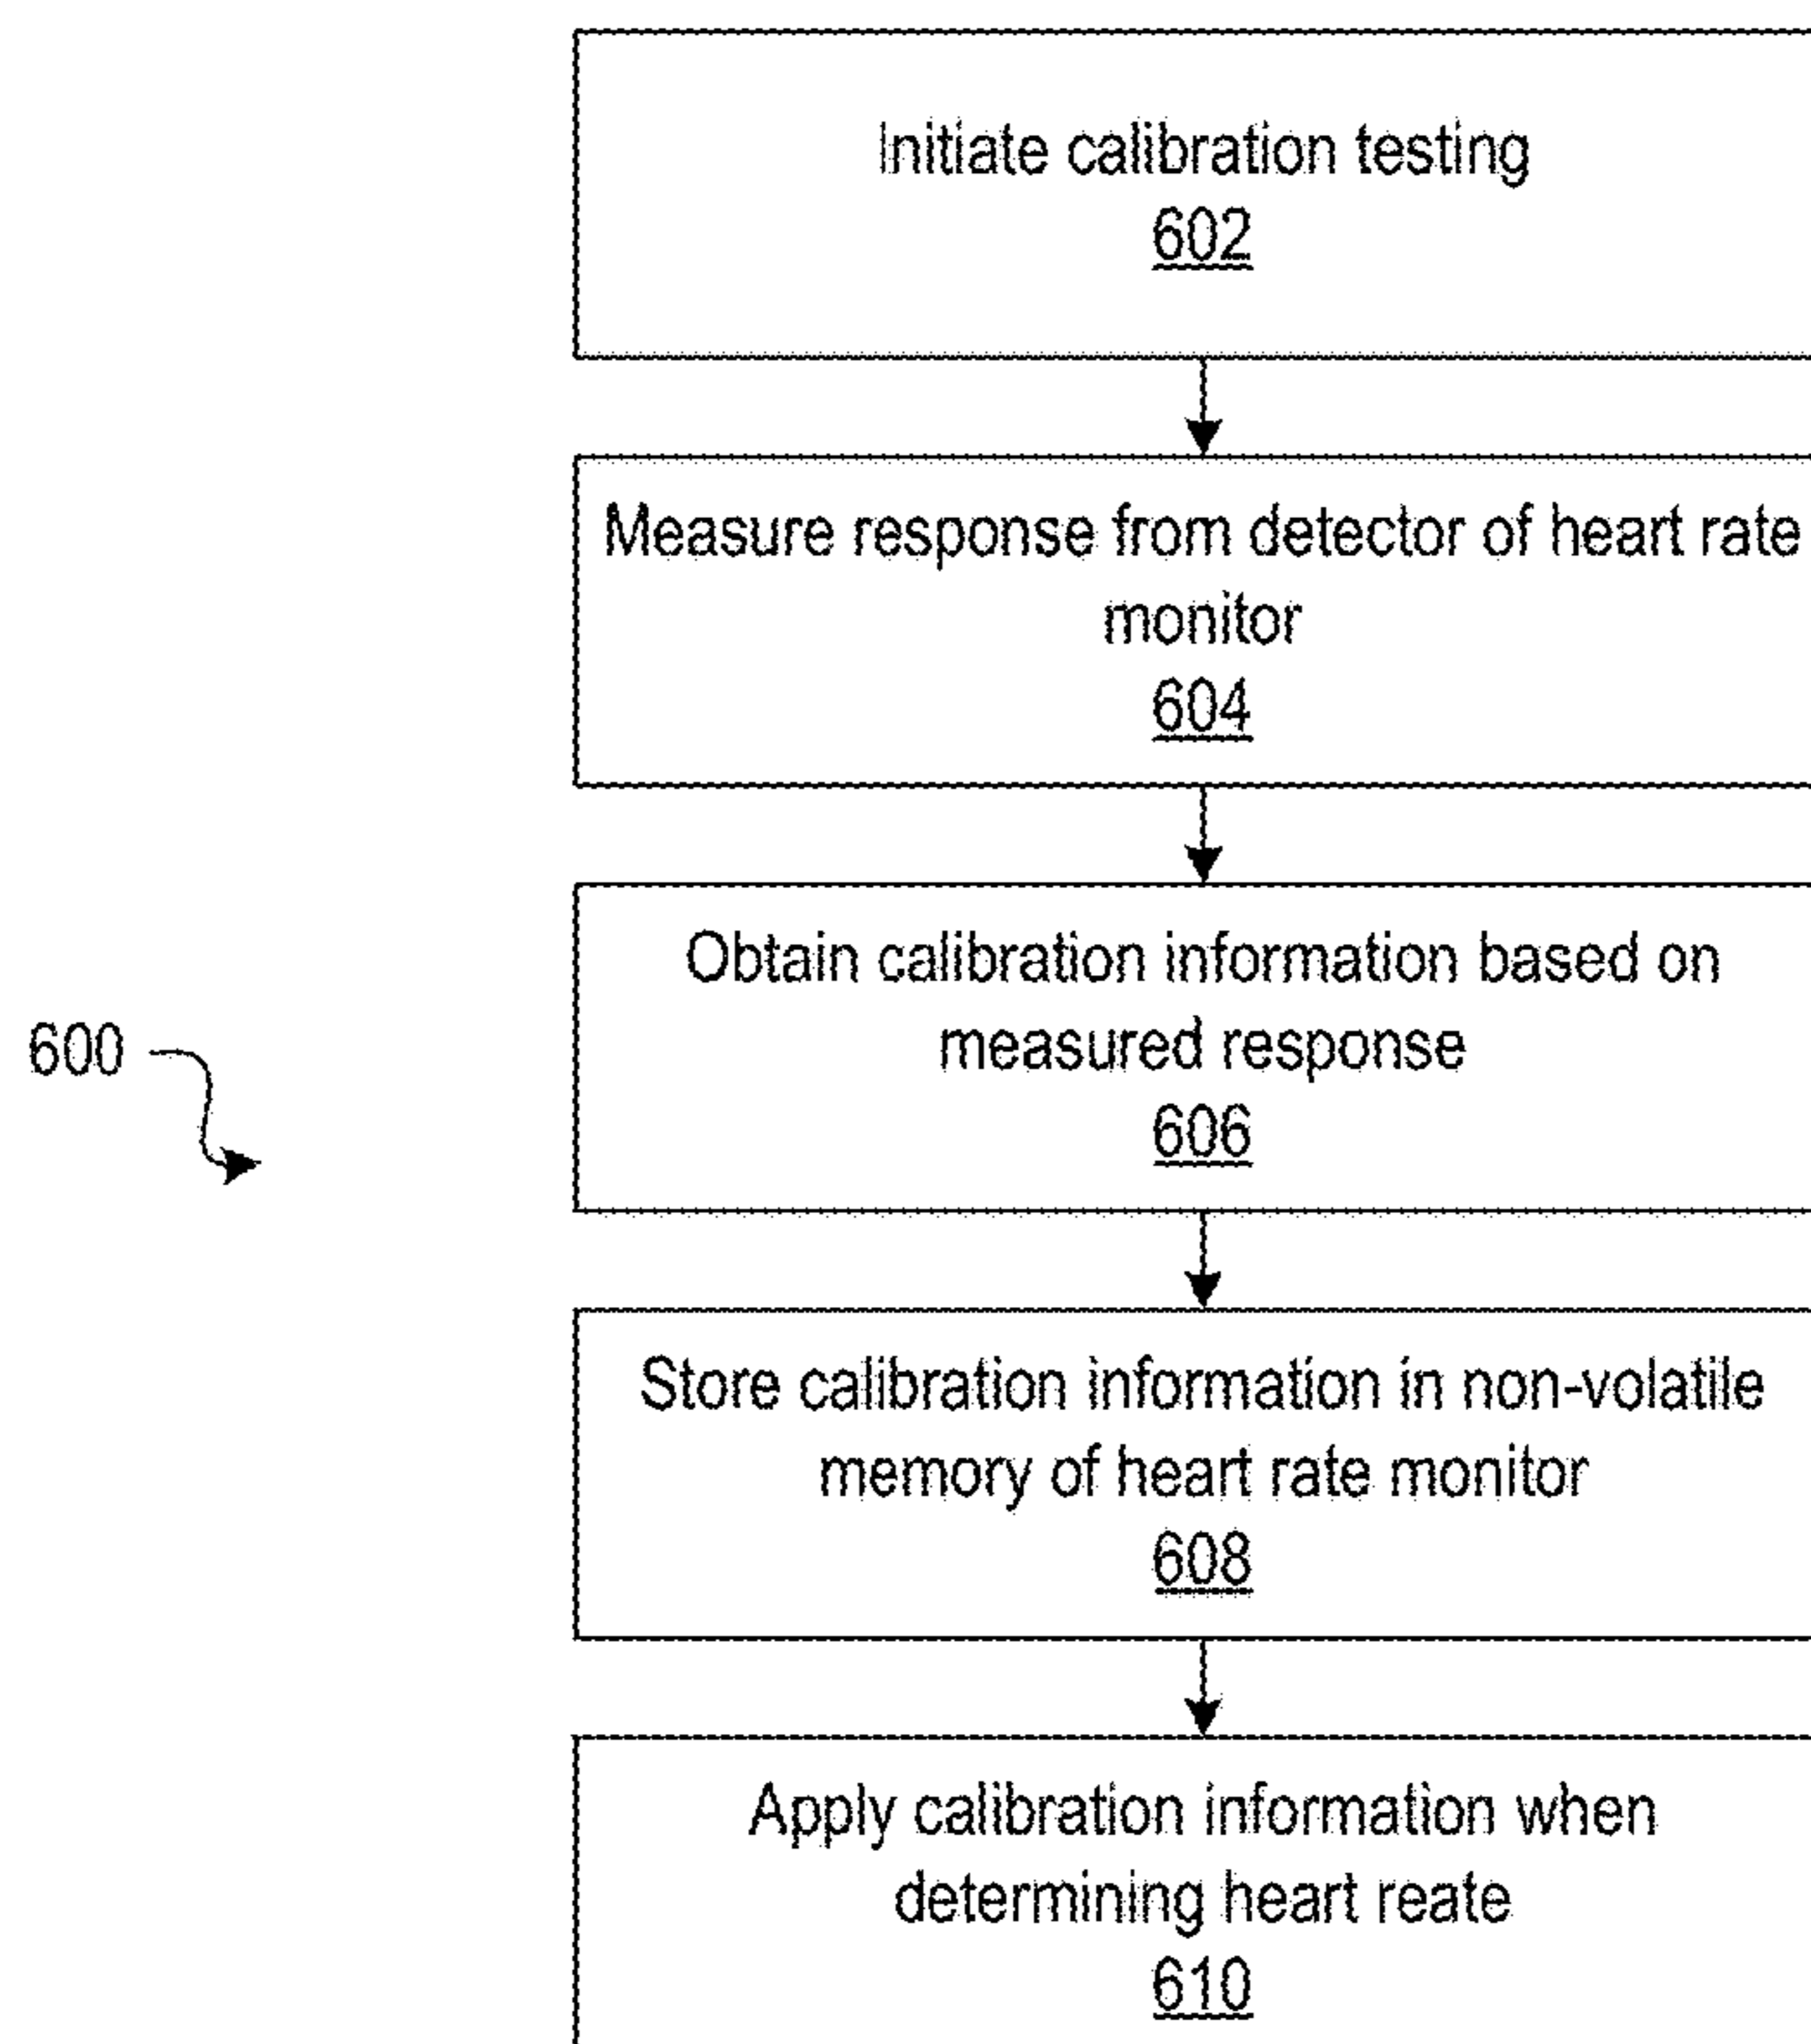 Initiate calibration testing
602
Measure response from detector of heart rate
monitor
604
Obtain calibration information based on
measured response
606
600
Store calibration information in non-volatile
memory of heart rate monitor
608
Apply calibration information when
determining heart reate
610